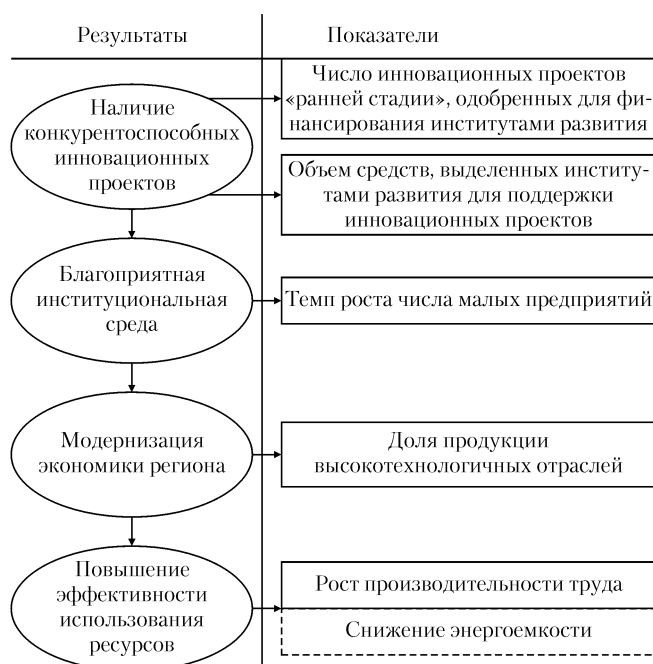 Результаты
Показатели
Наличие
конкурентоспособных
инновационных
проектов
Число инновационных проектов
«ранней стадии», одобренных для фи-
нансирования институтами развития
Объем средств, выделенных институ-
тами развития для поддержки
инновационных проектов
Благоприятная
институциональная
среда
Темп роста числа малых предприятий
Модернизация
экономики региона
Доля продукции
высокотехнологичных отраслей
Повышение
эффективности
использования
ресурсов
Рост производительности труда
Снижение энергоемкости